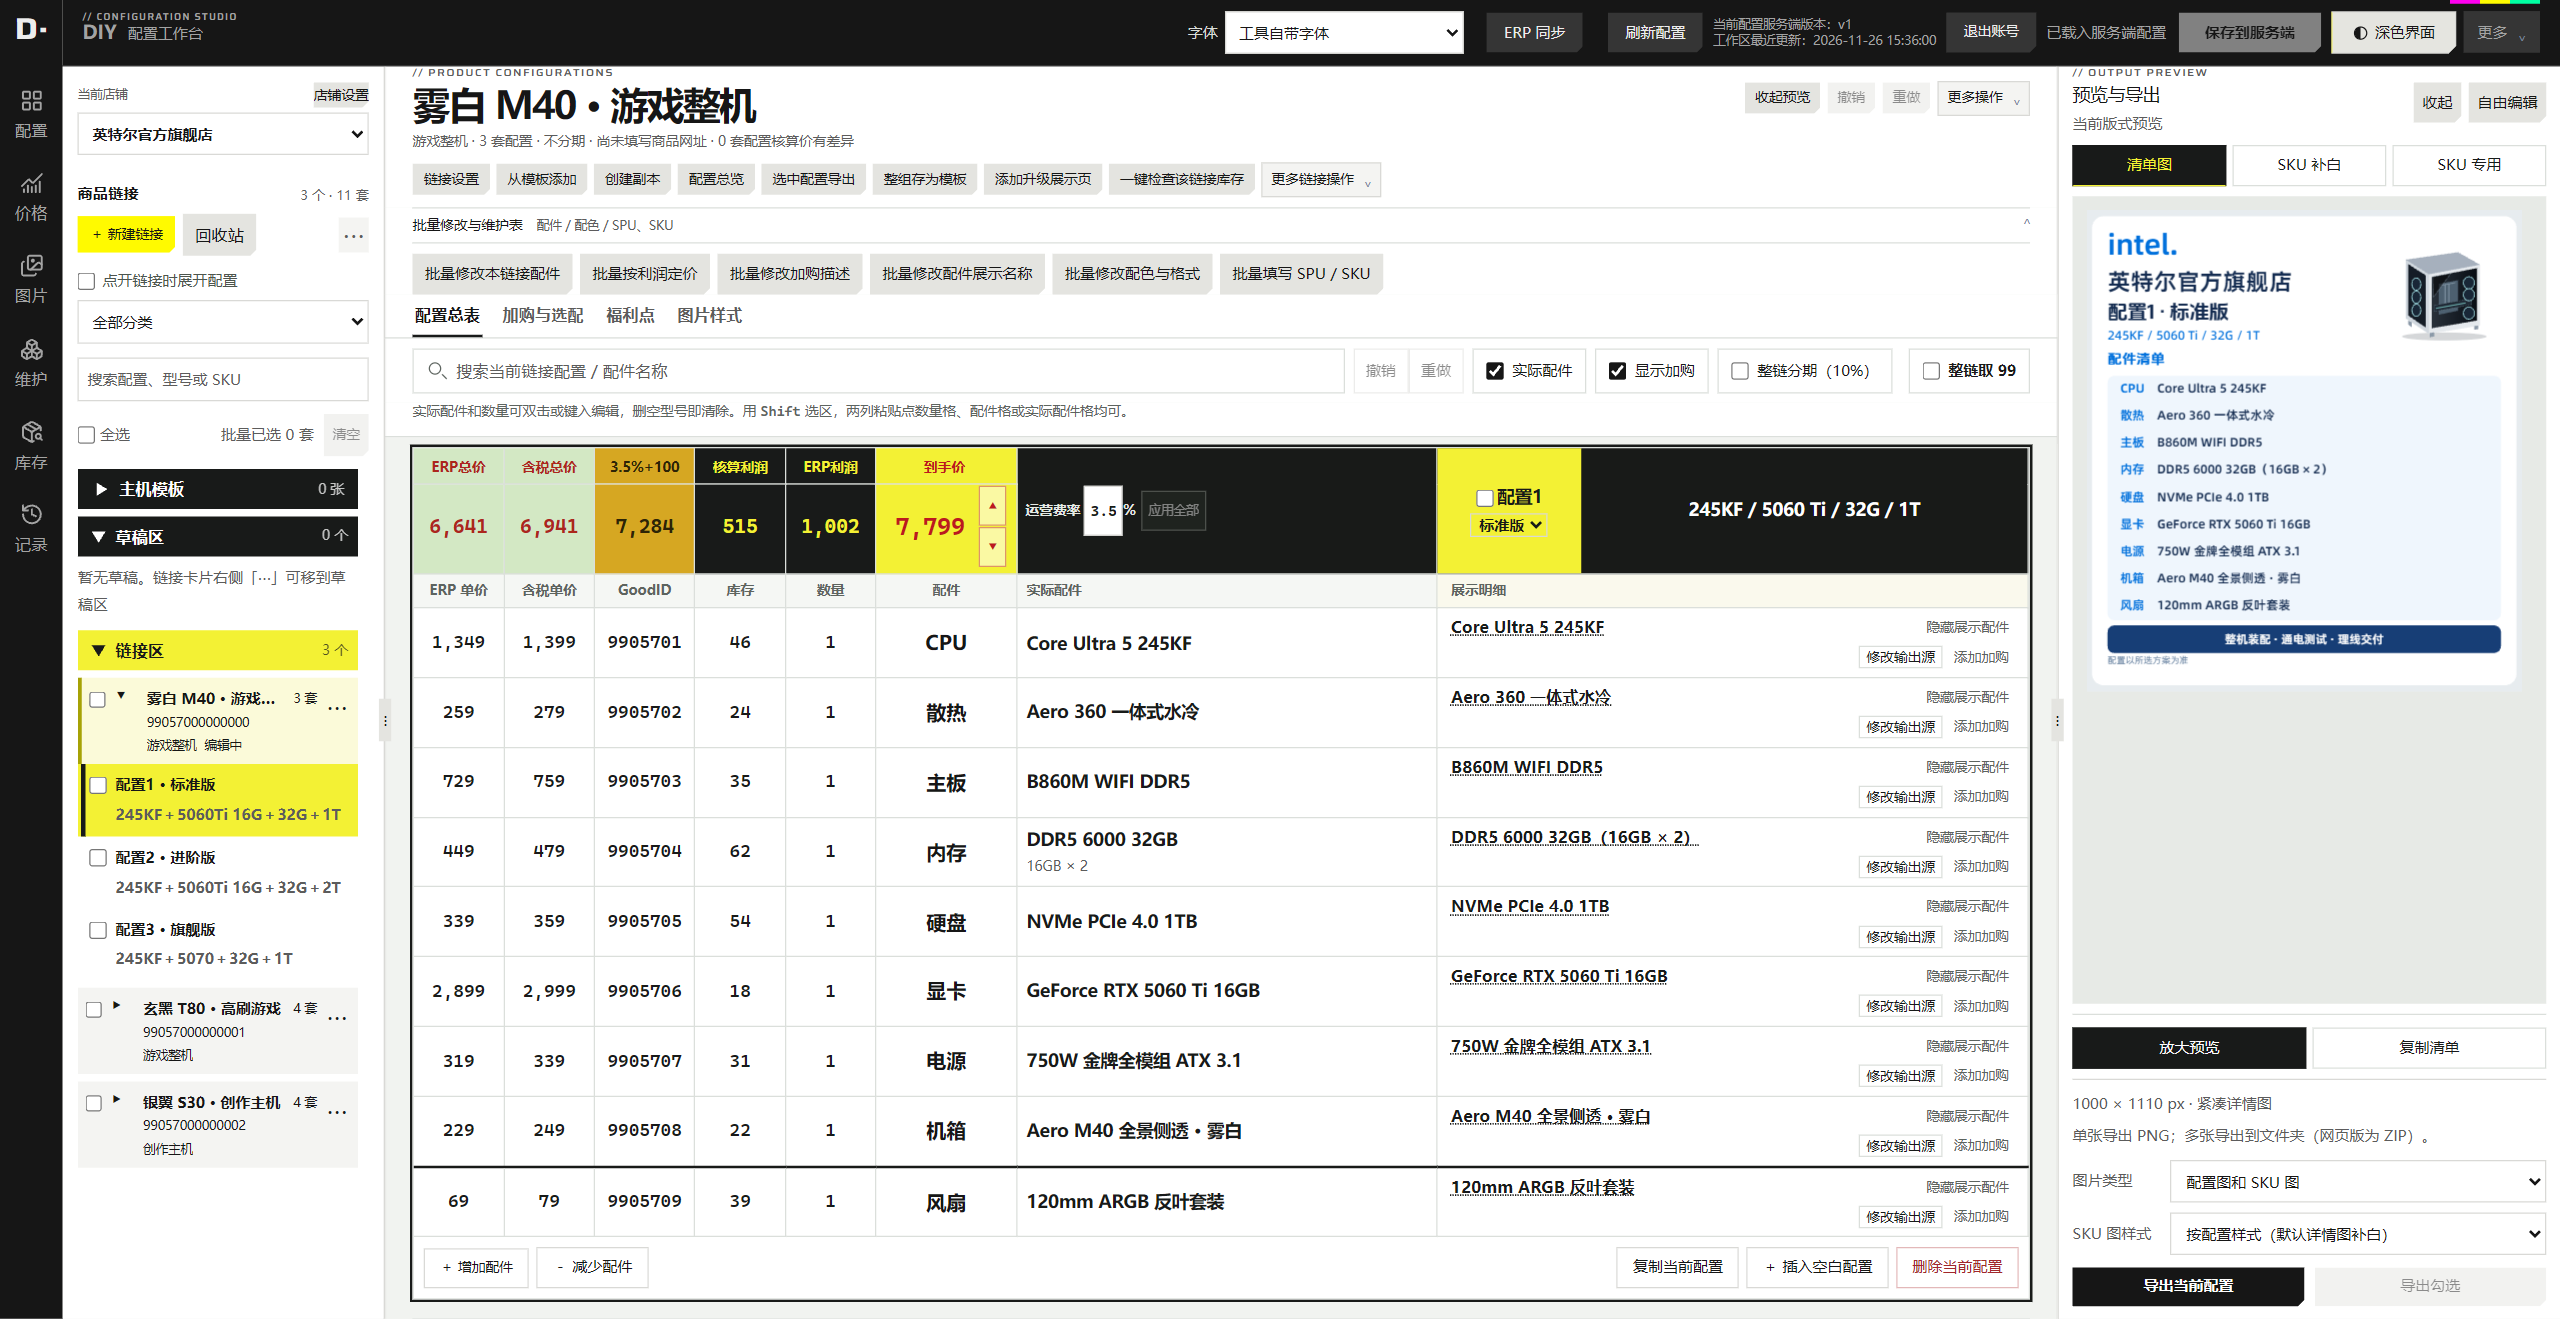 D·
// CONFIGURATION STUDIO
DIY 配置工作台
字体 工具自带字体
ERP 同步
刷新配置
当前配置服务端版本：v1
工作区最近更新：2026-11-26 15:36:00
退出账号
已载入服务端配置
保存到服务端
深色界面
更多
配置
价格
图片
维护
库存
记录
当前店铺 店铺设置
英特尔官方旗舰店
商品链接 3 个 · 11 套
+ 新建链接 回收站 ...
点开链接时展开配置
全部分类
搜索配置、型号或 SKU
全选 批量已选 0 套 清空
主机模板 0 张
草稿区 0 个
暂无草稿。链接卡片右侧「···」可移到草
稿区
链接区 3 个
雾白 M40 • 游戏... 3 套 ...
99057000000000
游戏整机 编辑中
配置1 • 标准版
245KF + 5060Ti 16G + 32G + 1T
配置2 • 进阶版
245KF + 5060Ti 16G + 32G + 2T
配置3 • 旗舰版
245KF + 5070 + 32G + 1T
玄黑 T80 • 高刷游戏 4 套 ...
99057000000001
游戏整机
银翼 S30 • 创作主机 4 套 ...
99057000000002
创作主机
// PRODUCT CONFIGURATIONS
雾白 M40 • 游戏整机
收起预览 撤销 重做 更多操作
游戏整机 · 3 套配置 · 不分期 · 尚未填写商品网址 · 0 套配置核算价有差异
链接设置 从模板添加 创建副本 配置总览 选中配置导出 整组存为模板 添加升级展示页 一键检查该链接库存 更多链接操作
批量修改与维护表 配件 / 配色 / SPU、SKU
批量修改本链接配件 批量按利润定价 批量修改加购描述 批量修改配件展示名称 批量修改配色与格式 批量填写 SPU / SKU
配置总表 加购与选配 福利点 图片样式
搜索当前链接配置 / 配件名称 撤销 重做 实际配件 显示加购 整链分期（10%） 整链取 99
实际配件和数量可双击或键入编辑，删空型号即清除。用 Shift 选区，两列粘贴点数量格、配件格或实际配件格均可。
ERP总价 含税总价 3.5%+100 核算利润 ERP利润 到手价
6,641 6,941 7,284 515 1,002 7,799 ▲ ▼
运营费率 3.5 % 应用全部
配置1
标准版
245KF / 5060 Ti / 32G / 1T
ERP 单价 含税单价 GoodID 库存 数量 配件 实际配件 展示明细
1,349 1,399 9905701 46 1 CPU Core Ultra 5 245KF Core Ultra 5 245KF 隐藏展示配件
修改输出源 添加加购
259 279 9905702 24 1 散热 Aero 360 一体式水冷 Aero 360 一体式水冷 隐藏展示配件
修改输出源 添加加购
729 759 9905703 35 1 主板 B860M WIFI DDR5 B860M WIFI DDR5 隐藏展示配件
修改输出源 添加加购
449 479 9905704 62 1 内存 DDR5 6000 32GB DDR5 6000 32GB（16GB × 2） 隐藏展示配件
16GB × 2 修改输出源 添加加购
339 359 9905705 54 1 硬盘 NVMe PCIe 4.0 1TB NVMe PCIe 4.0 1TB 隐藏展示配件
修改输出源 添加加购
2,899 2,999 9905706 18 1 显卡 GeForce RTX 5060 Ti 16GB GeForce RTX 5060 Ti 16GB 隐藏展示配件
修改输出源 添加加购
319 339 9905707 31 1 电源 750W 金牌全模组 ATX 3.1 750W 金牌全模组 ATX 3.1 隐藏展示配件
修改输出源 添加加购
229 249 9905708 22 1 机箱 Aero M40 全景侧透 • 雾白 Aero M40 全景侧透 • 雾白 隐藏展示配件
修改输出源 添加加购
69 79 9905709 39 1 风扇 120mm ARGB 反叶套装 120mm ARGB 反叶套装 隐藏展示配件
修改输出源 添加加购
+ 增加配件 - 减少配件 复制当前配置 + 插入空白配置 删除当前配置
// OUTPUT PREVIEW
预览与导出
当前版式预览
收起 自由编辑
清单图 SKU 补白 SKU 专用
intel.
英特尔官方旗舰店
配置1 · 标准版
245KF / 5060 Ti / 32G / 1T
配件清单
CPU Core Ultra 5 245KF
散热 Aero 360 一体式水冷
主板 B860M WIFI DDR5
内存 DDR5 6000 32GB（16GB × 2）
硬盘 NVMe PCIe 4.0 1TB
显卡 GeForce RTX 5060 Ti 16GB
电源 750W 金牌全模组 ATX 3.1
机箱 Aero M40 全景侧透 · 雾白
风扇 120mm ARGB 反叶套装
整机装配 · 通电测试 · 理线交付
配置以所选方案为准
放大预览 复制清单
1000 × 1110 px · 紧凑详情图
单张导出 PNG；多张导出到文件夹（网页版为 ZIP）。
图片类型 配置图和 SKU 图
SKU 图样式 按配置样式（默认详情图补白）
导出当前配置 导出勾选